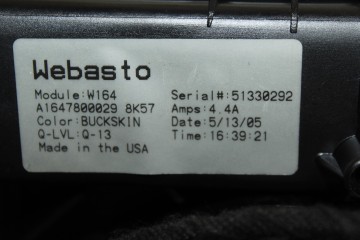 Webasto
Module:W164 Serial#:51330292
A1647800029 8K57 Amps:4.4A
Color:BUCKSKIN Date:5/13/05
Q-LVL:Q-13 Time:16:39:21
Made in the USA